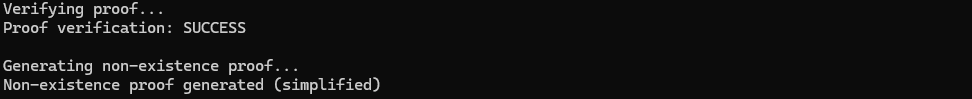 Verifying proof...
Proof verification: SUCCESS
Generating non-existence proof...
Non-existence proof generated (simplified)